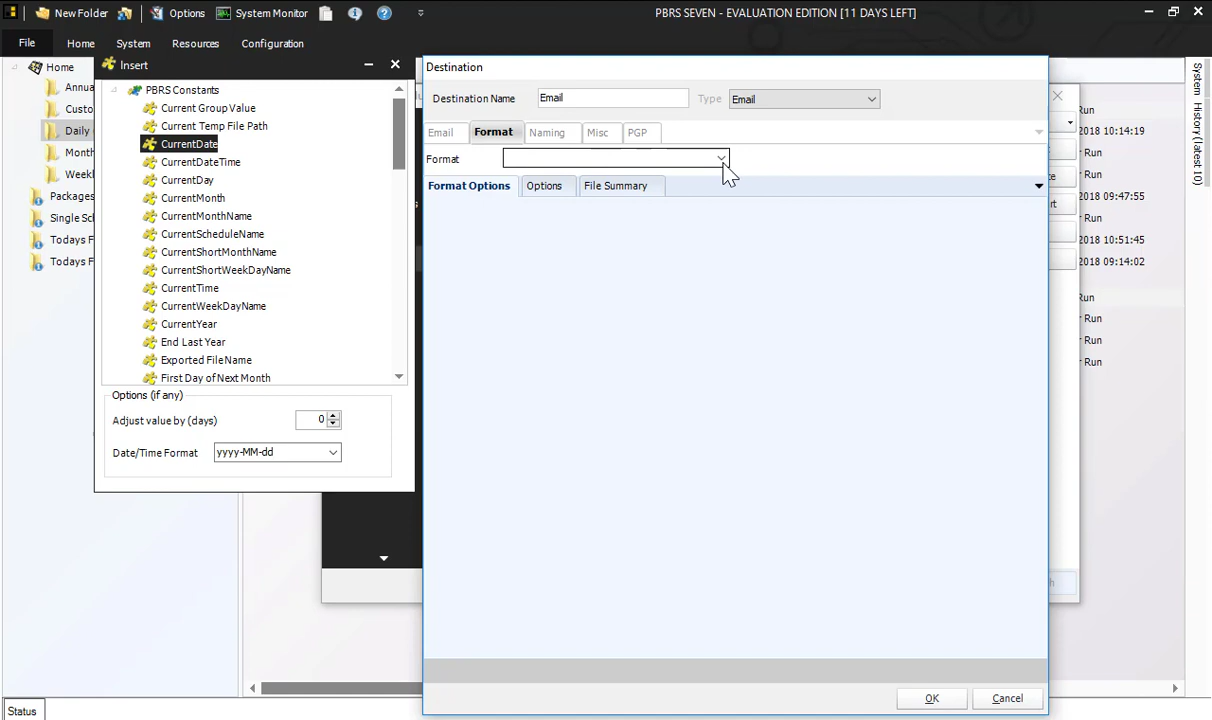 New Folder
Options
System Monitor
PBRS SEVEN - EVALUATION EDITION [11 DAYS LEFT]
File
Home
System
Resources
Configuration
Home
Daily
Packages
Insert
PBRS Constants
Current Group Value
Current Temp File Path
CurrentDate
CurrentDateTime
CurrentDay
CurrentMonth
CurrentMonthName
CurrentScheduleName
CurrentShortMonthName
CurrentShortWeekDayName
CurrentTime
CurrentWeekDayName
CurrentYear
End Last Year
Exported FileName
First Day of Next Month
Options (if any)
Adjust value by (days)
0
Date/Time Format
yyyy-MM-dd
Destination
Destination Name
Email
Type
Email
Email
Format
Naming
Misc
PGP
Format
Format Options
Options
File Summary
OK
Cancel
Run
2018 10:14:19
Run
2018 09:47:55
Run
2018 10:51:45
Run
2018 09:14:02
Run
Run
Run
Run
System History (latest 10)
Status